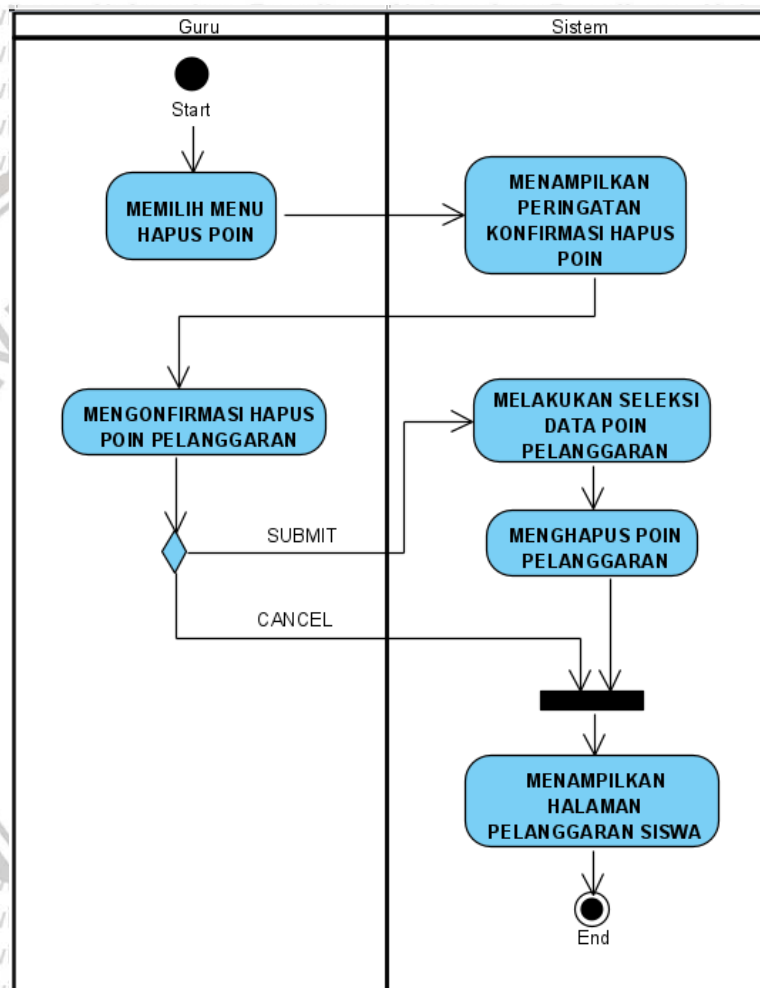 Guru
Sistem
Start
MEMILIH MENU
HAPUS POIN
MENAMPILKAN
PERINGATAN
KONFIRMASI HAPUS
POIN
MENGONFIRMASI HAPUS
POIN PELANGGARAN
MELAKUKAN SELEKSI
DATA POIN
PELANGGARAN
SUBMIT
MENGHAPUS POIN
PELANGGARAN
CANCEL
MENAMPILKAN
HALAMAN
PELANGGARAN SISWA
End